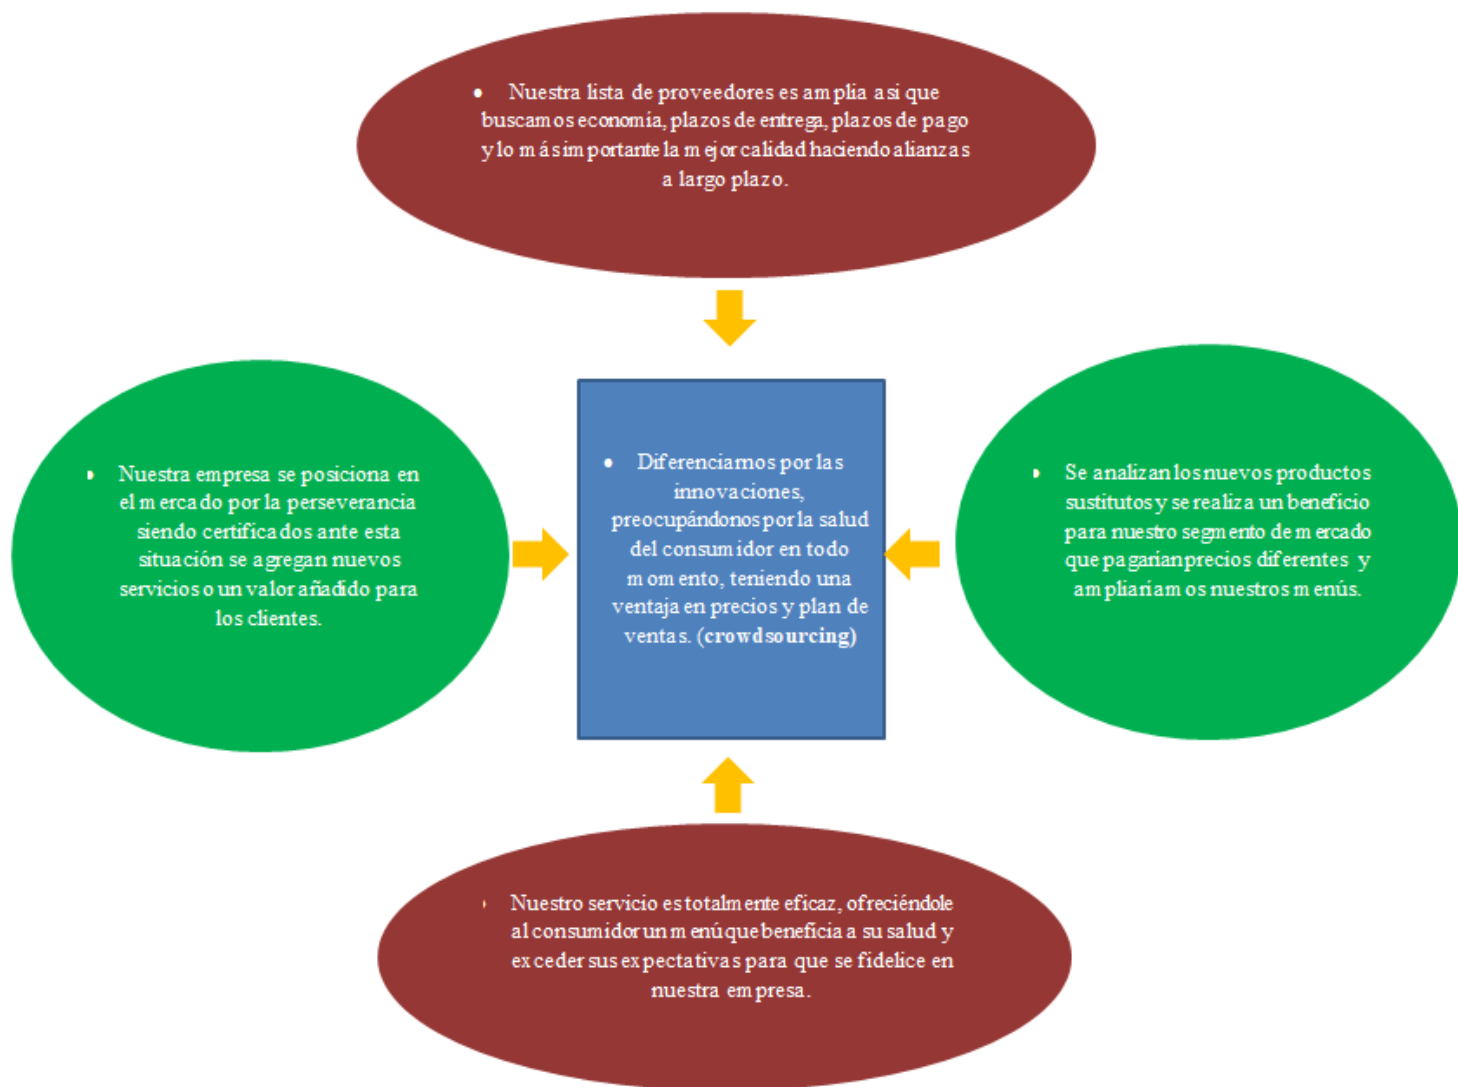 • Nuestra lista de proveedores es amplia asi que
buscamos economía, plazos de entrega, plazos de pago
y lo más importante la mejor calidad haciendo alianzas
a largo plazo.
• Nuestra empresa se posiciona en
el mercado por la perseverancia
siendo certificados ante esta
situación se agregan nuevos
servicios o un valor añadido para
los clientes.
• Diferenciarnos por las
innovaciones,
preocupándonos por la salud
del consumidor en todo
momento, teniendo una
ventaja en precios y plan de
ventas. (crowdsourcing)
• Se analizan los nuevos productos
sustitutos y se realiza un beneficio
para nuestro segmento de mercado
que pagarían precios diferentes y
ampliaríamos nuestros menús.
• Nuestro servicio es totalmente eficaz, ofreciéndole
al consumidor un menú que beneficia a su salud y
exceder sus expectativas para que se fidelice en
nuestra empresa.